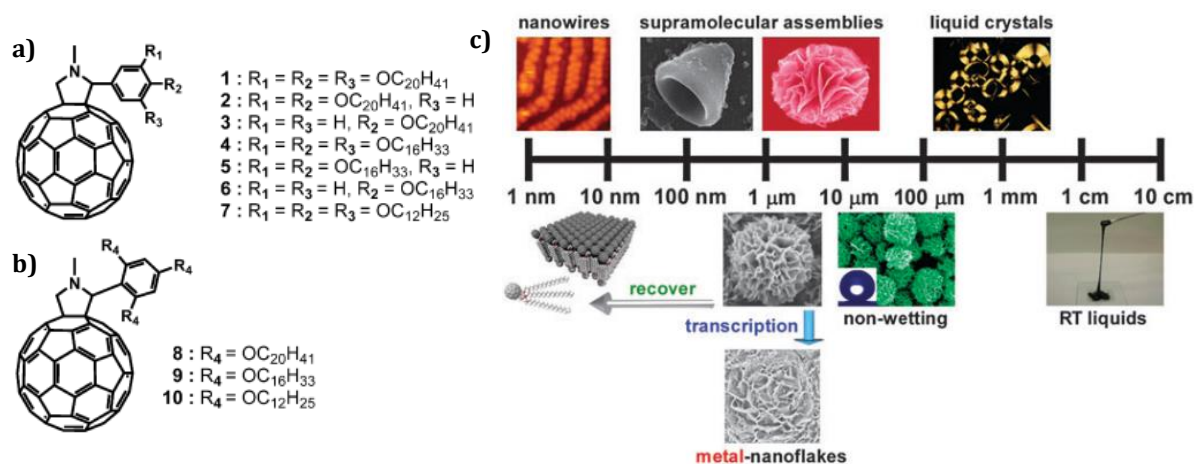 a)
N
R1
R2
R3
1 : R1 = R2 = R3 = OC20H41
2 : R1 = R2 = OC20H41, R3 = H
3 : R1 = R3 = H, R2 = OC20H41
4 : R1 = R2 = R3 = OC16H33
5 : R1 = R2 = OC16H33, R3 = H
6 : R1 = R3 = H, R2 = OC16H33
7 : R1 = R2 = R3 = OC12H25
b)
N
R4
R4
R4
8 : R4 = OC20H41
9 : R4 = OC16H33
10 : R4 = OC12H25
c)
nanowires supramolecular assemblies liquid crystals
1 nm 10 nm 100 nm 1 μm 10 μm 100 μm 1 mm 1 cm 10 cm
recover
transcription
non-wetting
RT liquids
metal-nanoflakes